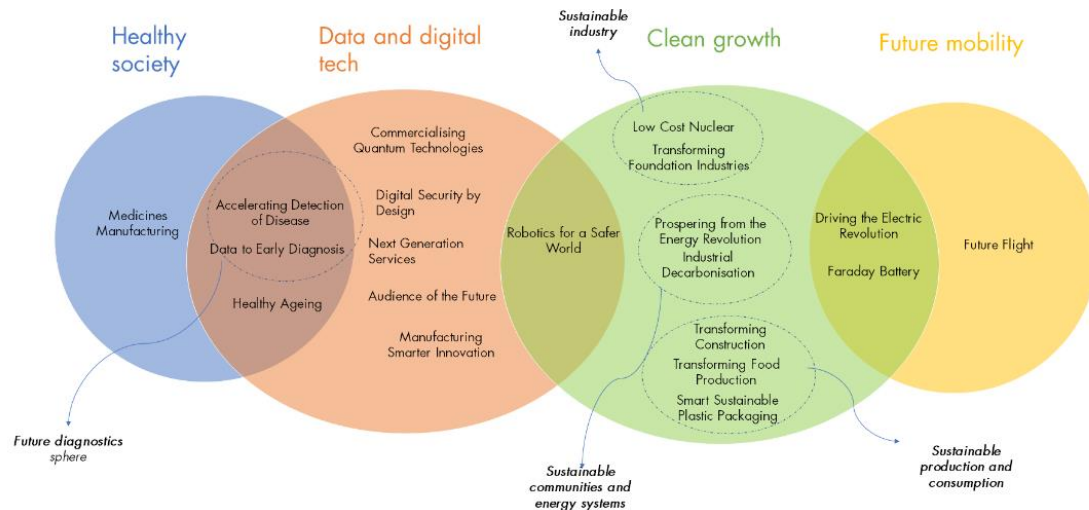 Healthy
society
Data and digital
tech
Sustainable
industry
Clean growth
Future mobility
Medicines
Manufacturing
Accelerating Detection
of Disease
Data to Early Diagnosis
Healthy Ageing
Commercialising
Quantum Technologies
Digital Security by
Design
Next Generation
Services
Audience of the Future
Manufacturing
Smarter Innovation
Robotics for a Safer
World
Low Cost Nuclear
Transforming
Foundation Industries
Prospering from the
Energy Revolution
Industrial
Decarbonisation
Transforming
Construction
Transforming Food
Production
Smart Sustainable
Plastic Packaging
Driving the Electric
Revolution
Faraday Battery
Future Flight
Future diagnostics
sphere
Sustainable
communities and
energy systems
Sustainable
production and
consumption